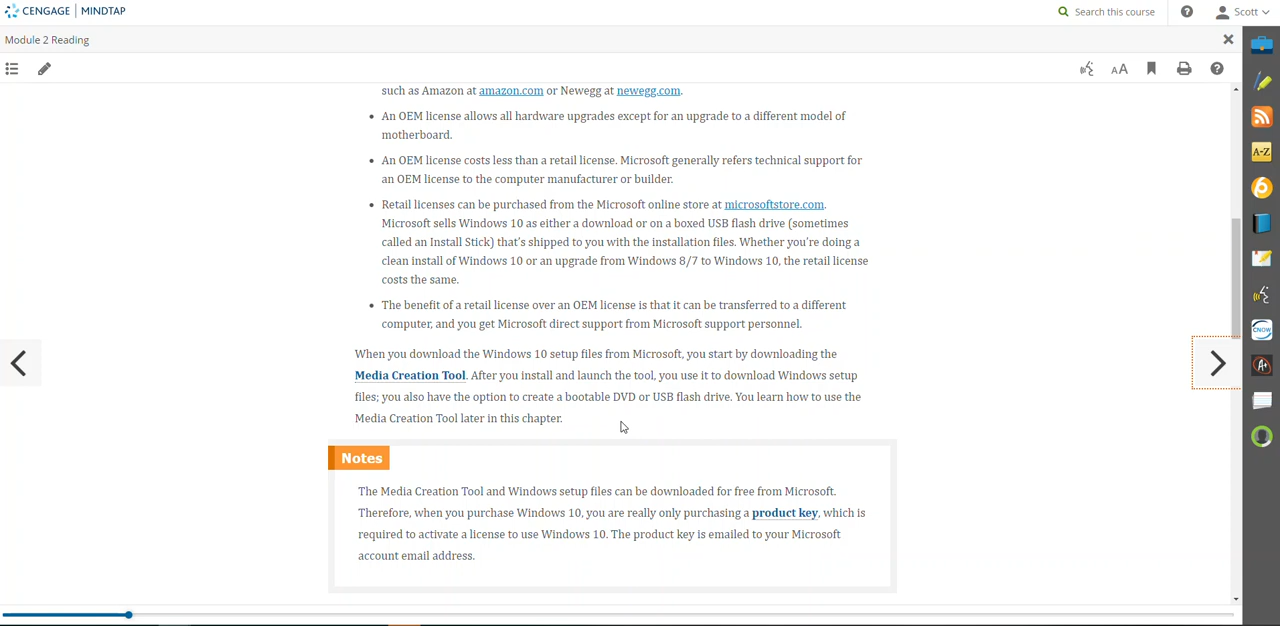 CENGAGE | MINDTAP
Search this course
Scott
Module 2 Reading
AA
such as Amazon at amazon.com or Newegg at newegg.com.
• An OEM license allows all hardware upgrades except for an upgrade to a different model of
motherboard.
• An OEM license costs less than a retail license. Microsoft generally refers technical support for
an OEM license to the computer manufacturer or builder.
• Retail licenses can be purchased from the Microsoft online store at microsoftstore.com.
Microsoft sells Windows 10 as either a download or on a boxed USB flash drive (sometimes
called an Install Stick) that's shipped to you with the installation files. Whether you're doing a
clean install of Windows 10 or an upgrade from Windows 8/7 to Windows 10, the retail license
costs the same.
• The benefit of a retail license over an OEM license is that it can be transferred to a different
computer, and you get Microsoft direct support from Microsoft support personnel.
When you download the Windows 10 setup files from Microsoft, you start by downloading the
Media Creation Tool. After you install and launch the tool, you use it to download Windows setup
files; you also have the option to create a bootable DVD or USB flash drive. You learn how to use the
Media Creation Tool later in this chapter.
Notes
The Media Creation Tool and Windows setup files can be downloaded for free from Microsoft.
Therefore, when you purchase Windows 10, you are really only purchasing a product key, which is
required to activate a license to use Windows 10. The product key is emailed to your Microsoft
account email address.
A-Z
CNOW
A+